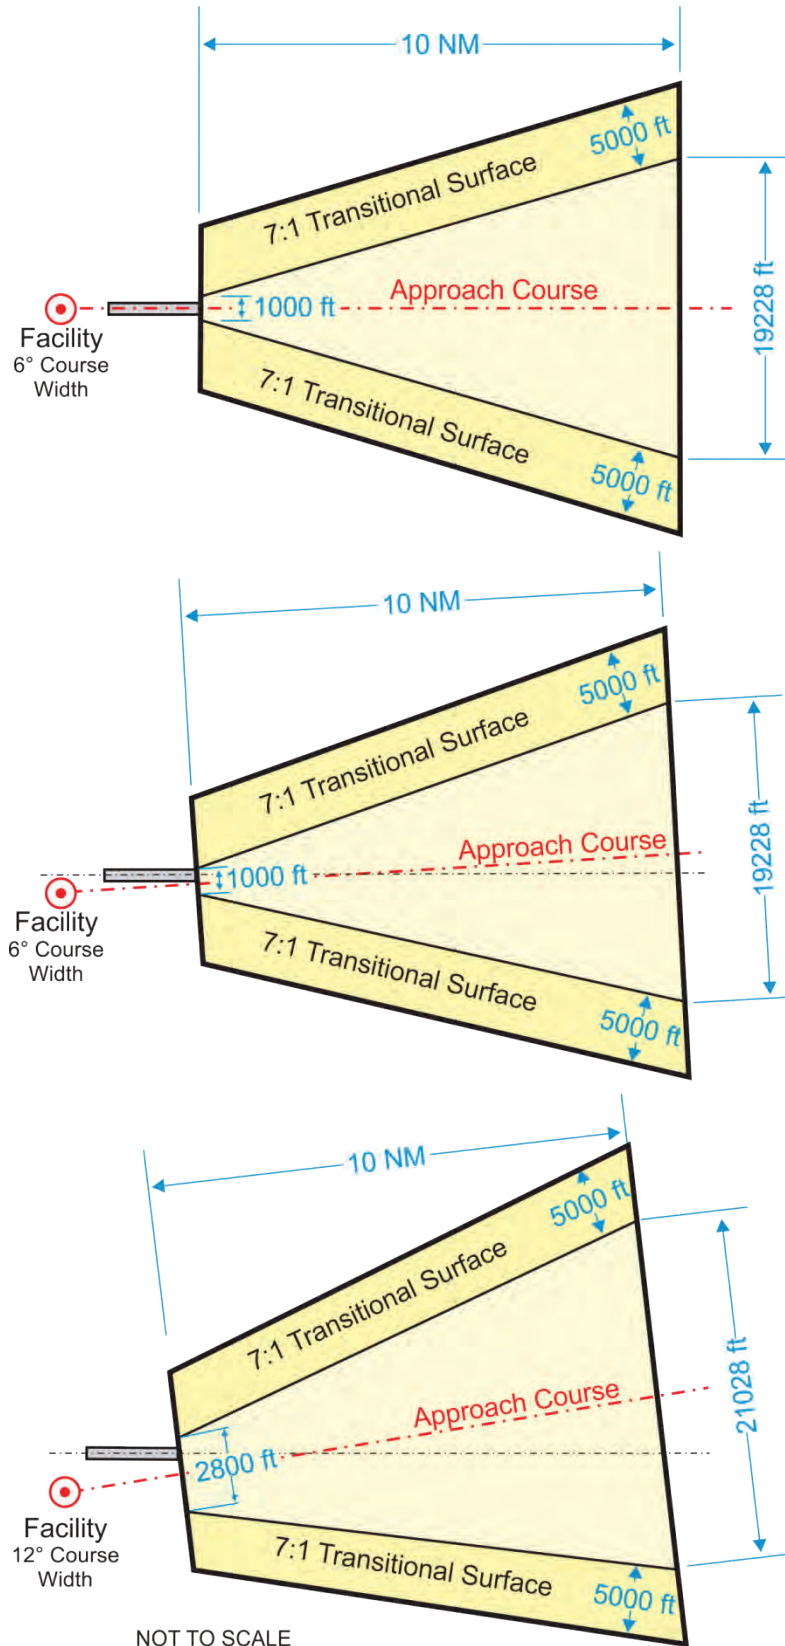 10 NM
5000 ft
7:1 Transitional Surface
Approach Course
1000 ft
19228 ft
Facility
6° Course
Width
7:1 Transitional Surface
5000 ft
10 NM
5000 ft
7:1 Transitional Surface
Approach Course
1000 ft
19228 ft
Facility
6° Course
Width
7:1 Transitional Surface
5000 ft
10 NM
5000 ft
7:1 Transitional Surface
Approach Course
21028 ft
2800 ft
Facility
12° Course
Width
7:1 Transitional Surface
5000 ft
NOT TO SCALE